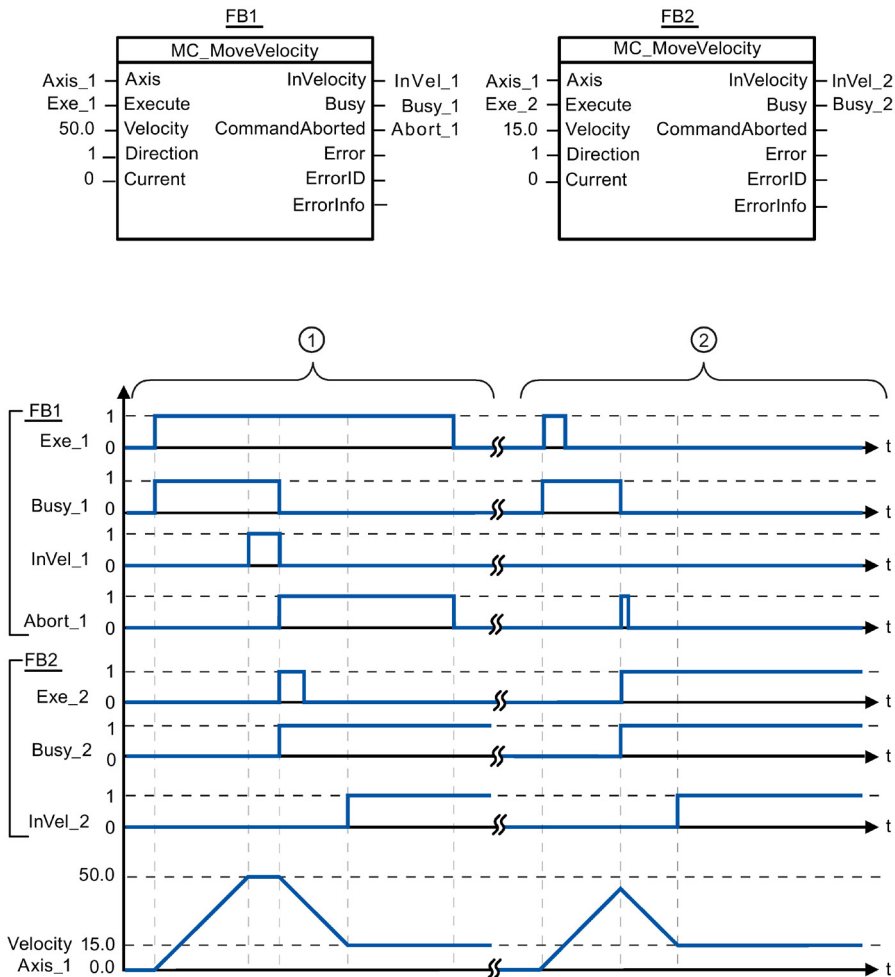 FB1 FB2
MC_MoveVelocity MC_MoveVelocity
Axis_1 Axis InVelocity InVel_1 Axis_1 Axis InVelocity InVel_2
Exe_1 Execute Busy Busy_1 Exe_2 Execute Busy Busy_2
50.0 Velocity CommandAborted Abort_1 15.0 Velocity CommandAborted
1 Direction Error 1 Direction Error
0 Current ErrorID 0 Current ErrorID
ErrorInfo ErrorInfo
1 2
FB1
1
Exe_1 0 t
1
Busy_1 0 t
1
InVel_1 0 t
1
Abort_1 0 t
FB2
1
Exe_2 0 t
1
Busy_2 0 t
1
InVel_2 0 t
50.0
Velocity 15.0
Axis_1 0.0 t